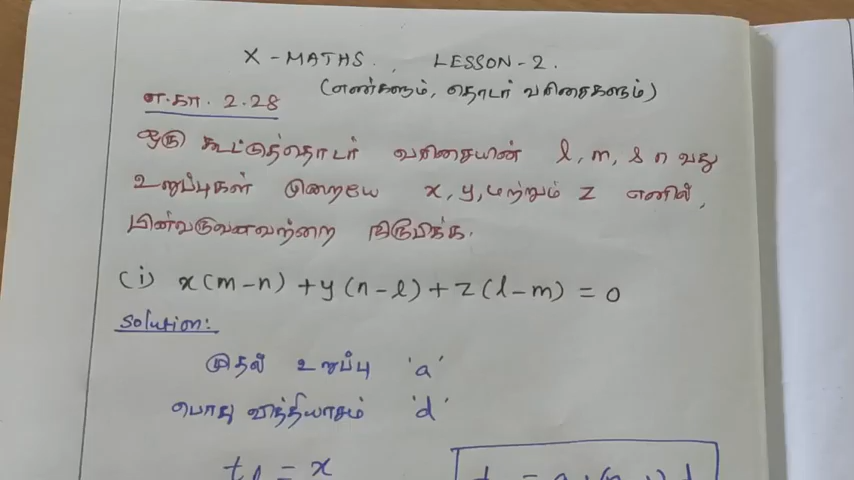 X - MATHS. LESSON - 2.
(எண்களும், தொடர் வரிசைகளும்)
எ.கா. 2.28
ஒரு கூட்டுத்தொடர் வரிசையின் l, m, & n வது
உறுப்புகள் முறையே x, y, மற்றும் z எனில்,
பின்வருவனவற்றை நிரூபிக்க.
(i) x(m-n) + y(n-l) + z(l-m) = 0
Solution:
முதல் உறுப்பு 'a'
பொது வித்தியாசம் 'd'
t_l = x